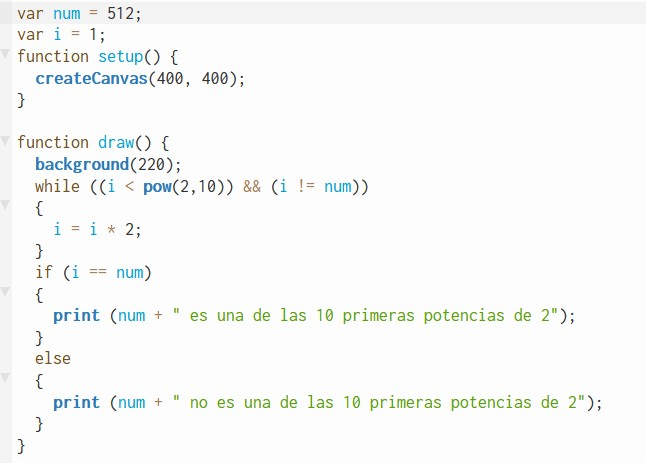 var num = 512;
var i = 1;
function setup() {
  createCanvas(400, 400);
}

function draw() {
  background(220);
  while ((i < pow(2,10)) && (i != num))
  {
    i = i * 2;
  }
  if (i == num)
  {
    print (num + " es una de las 10 primeras potencias de 2");
  }
  else
  {
    print (num + " no es una de las 10 primeras potencias de 2");
  }
}